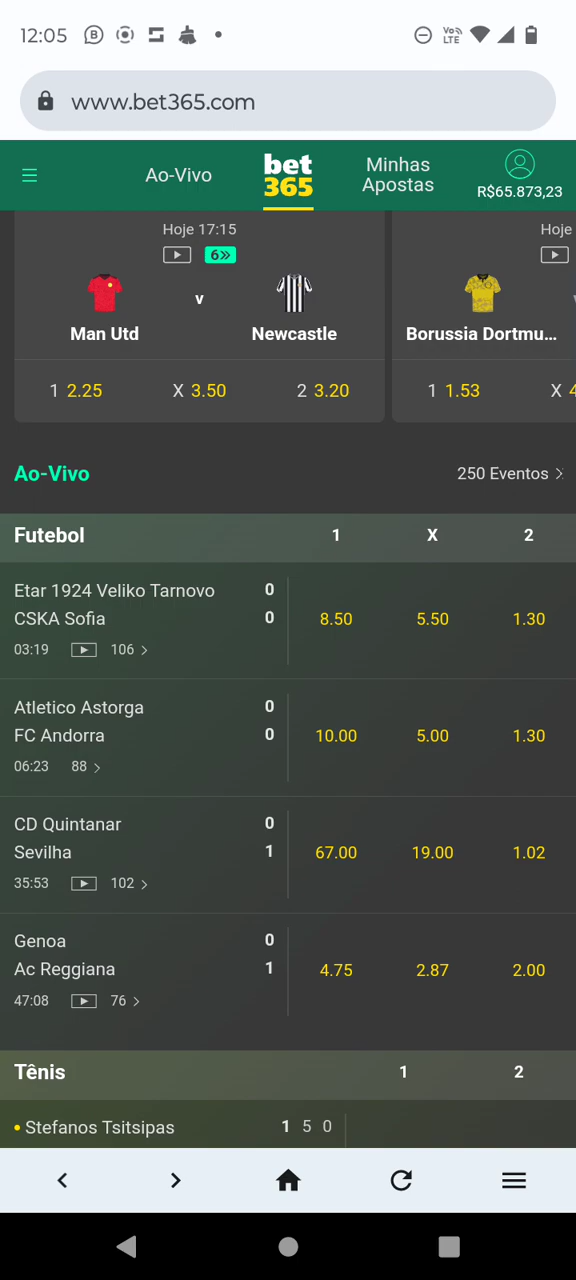 12:05
VoLTE
www.bet365.com
Ao-Vivo
bet365
Minhas Apostas
R$65.873,23
Hoje 17:15
6»
Man Utd
v
Newcastle
1 2.25
X 3.50
2 3.20
Hoje
Borussia Dortmu...
1 1.53
X 4
Ao-Vivo
250 Eventos >
Futebol 1 X 2
Etar 1924 Veliko Tarnovo 0
CSKA Sofia 0
8.50 5.50 1.30
03:19 106 >
Atletico Astorga 0
FC Andorra 0
10.00 5.00 1.30
06:23 88 >
CD Quintanar 0
Sevilha 1
67.00 19.00 1.02
35:53 102 >
Genoa 0
Ac Reggiana 1
4.75 2.87 2.00
47:08 76 >
Tênis 1 2
Stefanos Tsitsipas 1 5 0